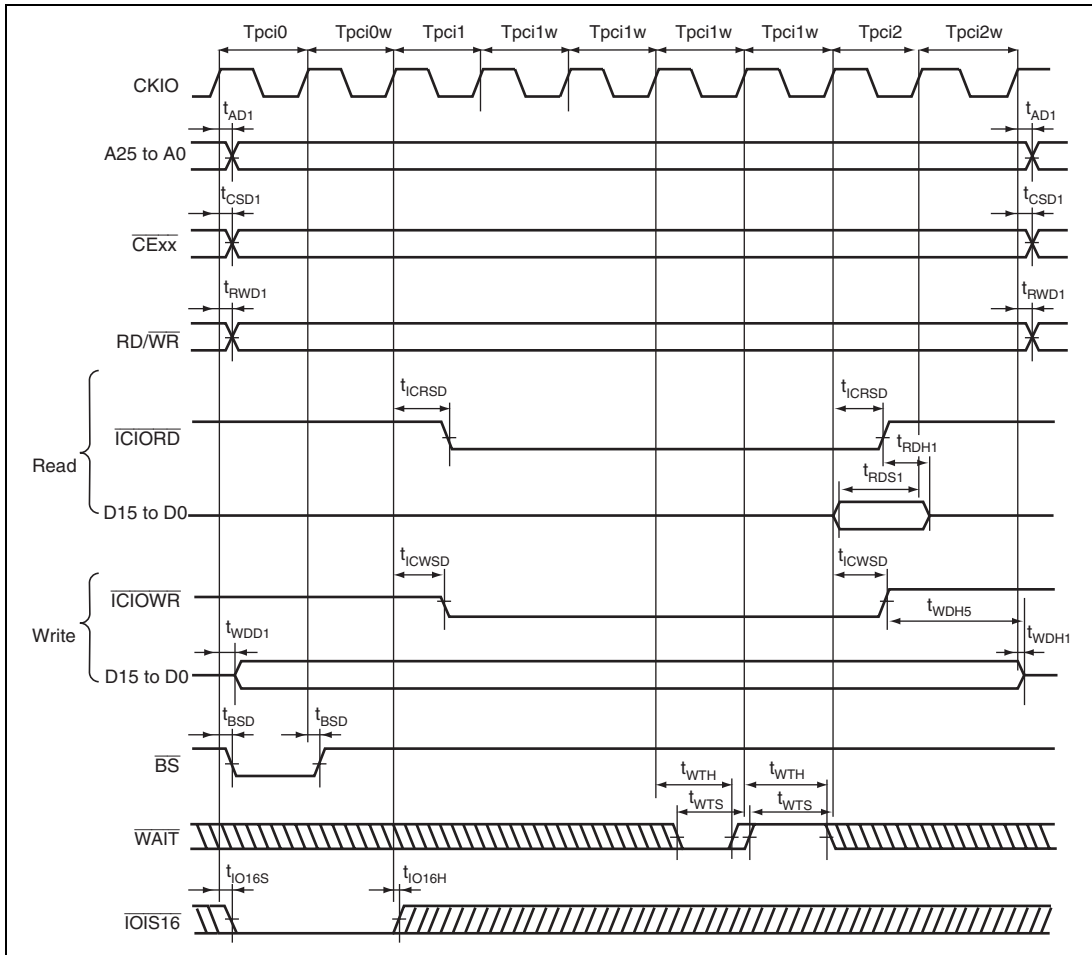 Tpci0 Tpci0w Tpci1 Tpci1w Tpci1w Tpci1w Tpci1w Tpci2 Tpci2w
CKIO
tAD1 tAD1
A25 to A0
tCSD1 tCSD1
CExx
tRWD1 tRWD1
RD/WR
tICRSD tICRSD
ICIORD
tRDH1
Read
tRDS1
D15 to D0
tICWSD tICWSD
ICIOWR
tWDH5
Write
tWDD1 tWDH1
D15 to D0
tBSD tBSD
BS
tWTH tWTH
tWTS tWTS
WAIT
tIO16S tIO16H
IOIS16